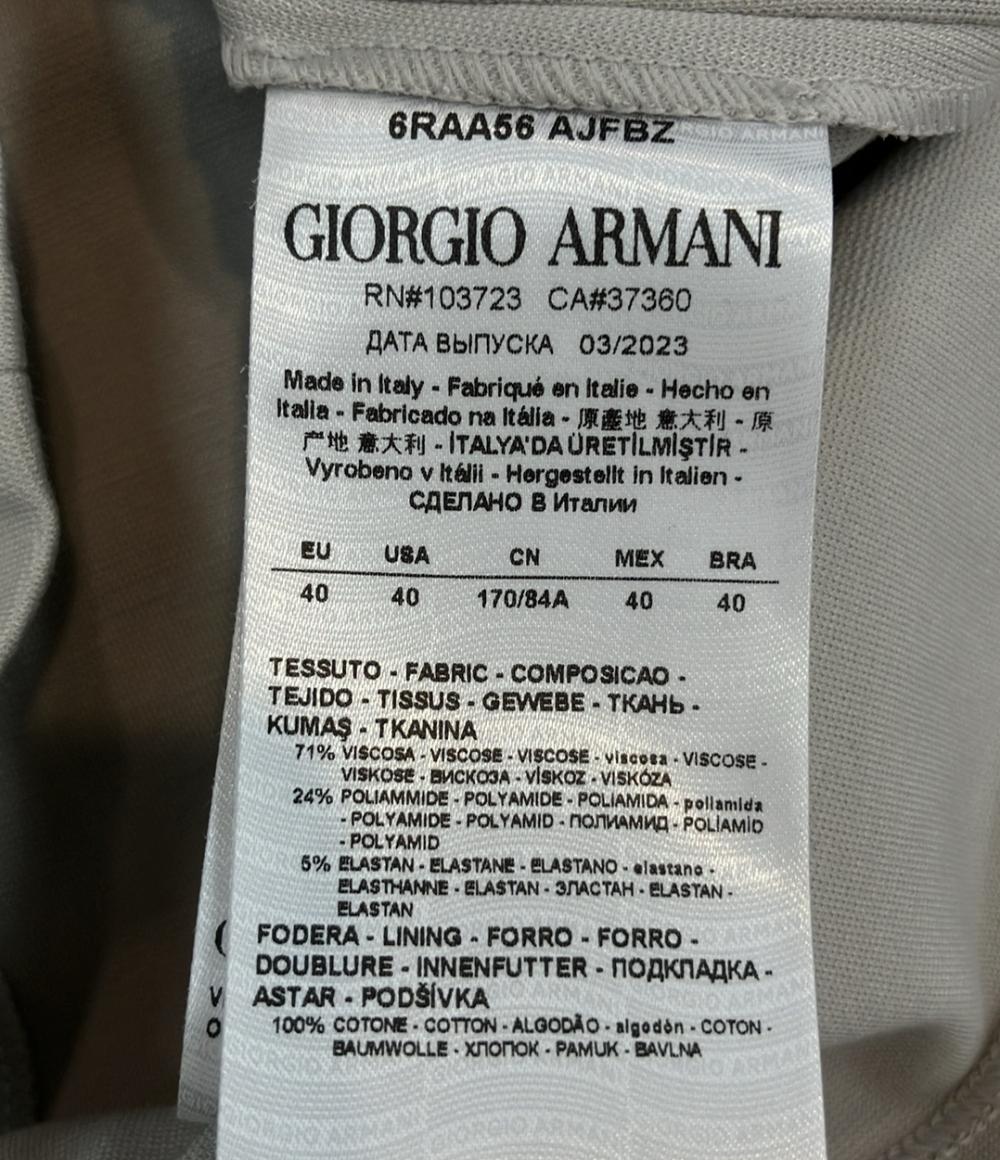 6RAA56 AJFBZ
GIORGIO ARMANI
RN#103723 CA#37360
ДАТА ВЫПУСКА 03/2023
Made in Italy - Fabriqué en Italie - Hecho en
Italia - Fabricado na Itália - 原產地 意大利 - 原
产地 意大利 - İTALYA'DA ÜRETİLMİŞTİR -
Vyrobeno v Itálii - Hergestellt in Italien -
СДЕЛАНО В Италии
EU USA CN MEX BRA
40 40 170/84A 40 40
TESSUTO - FABRIC - COMPOSICAO -
TEJIDO - TISSUS - GEWEBE - ТКАНЬ -
KUMAŞ - TKANINA
71% VISCOSA - VISCOSE - VISCOSE - viscosa - VISCOSE -
VISKOSE - ВИСКОЗА - VİSKOZ - VISKÓZA
24% POLIAMMIDE - POLYAMIDE - POLIAMIDA - poliamida
- POLYAMIDE - POLYAMID - ПОЛИАМИД - POLİAMİD
- POLYAMID
5% ELASTAN - ELASTANE - ELASTANO - elastano -
ELASTHANNE - ELASTAN - ЭЛАСТАН - ELASTAN -
ELASTAN
FODERA - LINING - FORRO - FORRO -
DOUBLURE - INNENFUTTER - ПОДКЛАДКА -
ASTAR - PODŠÍVKA
100% COTONE - COTTON - ALGODÃO - algodòn - COTON -
BAUMWOLLE - ХЛОПОК - PAMUK - BAVLNA